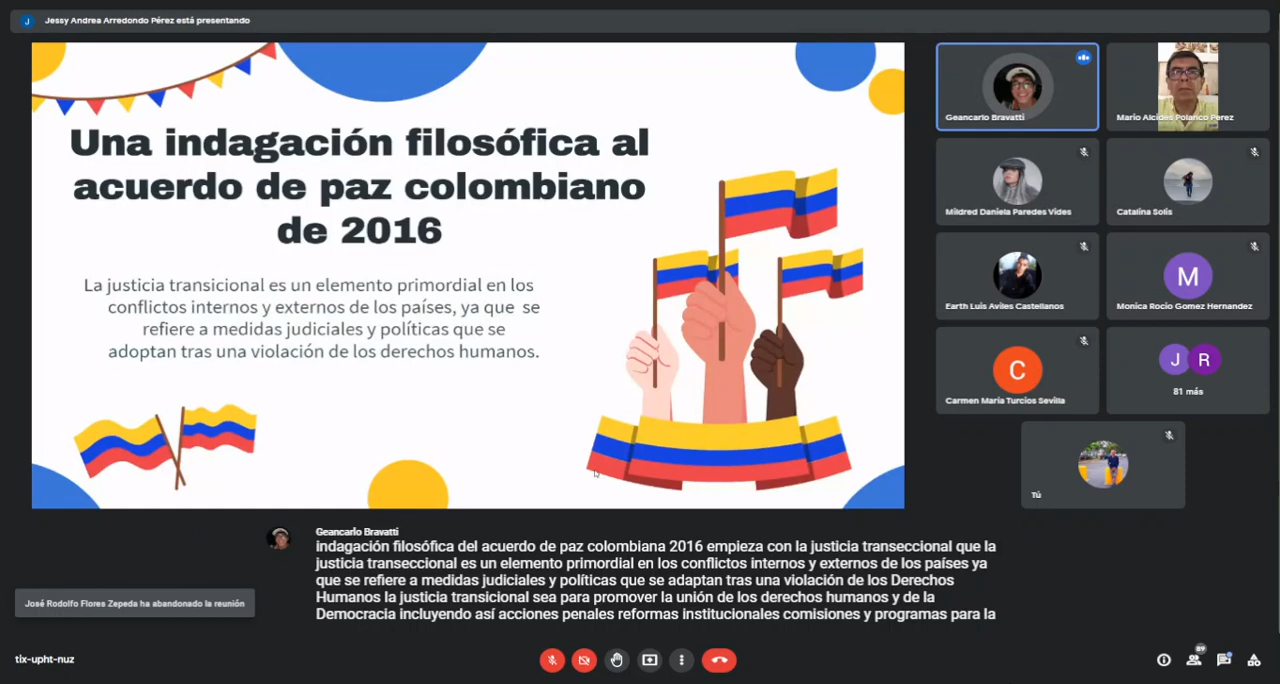 J
Jessy Andrea Arredondo Pérez está presentando
Una indagación filosófica al
acuerdo de paz colombiano
de 2016
La justicia transicional es un elemento primordial en los
conflictos internos y externos de los países, ya que se
refiere a medidas judiciales y políticas que se
adoptan tras una violación de los derechos humanos.
Geancarlo Bravatti
Mario Alcides Polanco Perez
Mildred Daniela Paredes Vides
Catalina Solis
Earth Luis Aviles Castellanos
M
Monica Rocio Gomez Hernandez
C
Carmen María Turcios Sevilla
J R
81 más
Tú
Geancarlo Bravatti
indagación filosófica del acuerdo de paz colombiana 2016 empieza con la justicia transeccional que la
justicia transeccional es un elemento primordial en los conflictos internos y externos de los países ya
que se refiere a medidas judiciales y políticas que se adaptan tras una violación de los Derechos
Humanos la justicia transicional sea para promover la unión de los derechos humanos y de la
Democracia incluyendo así acciones penales reformas institucionales comisiones y programas para la
José Rodolfo Flores Zepeda ha abandonado la reunión
tix-upht-nuz
89